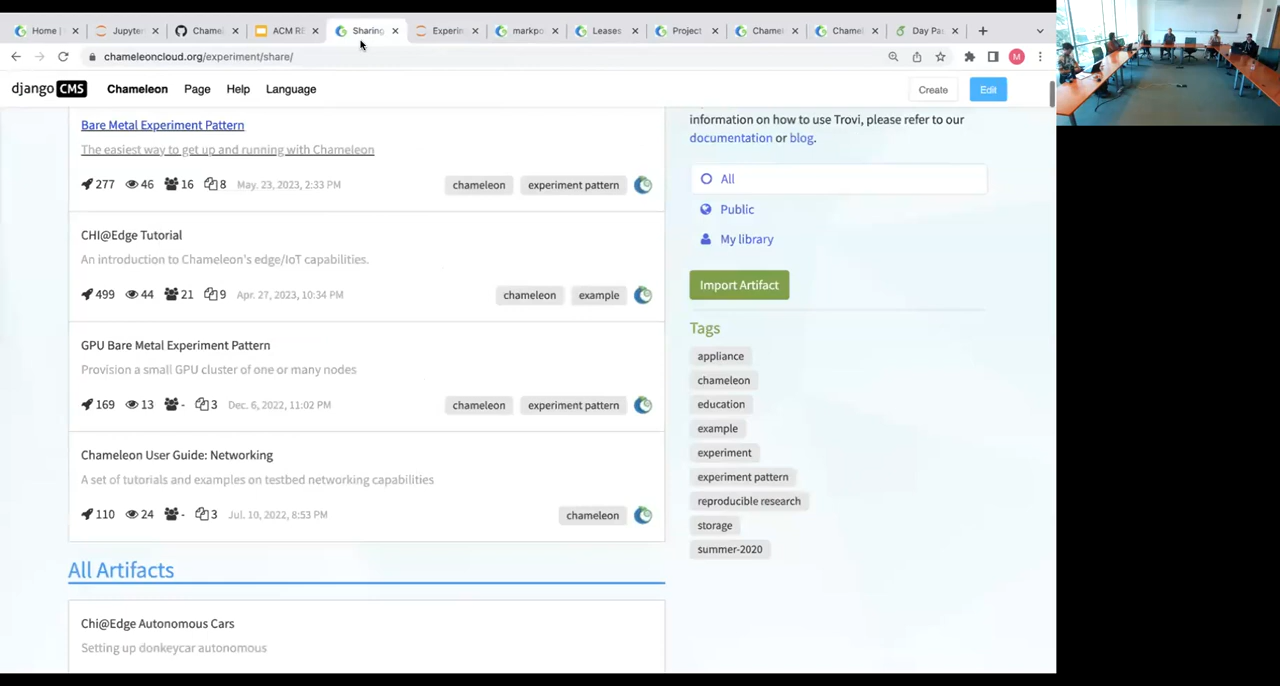 Home |
Jupyter
Chamel
ACM RE
Sharing
Experim
markpo
Leases
Project
Chamel
Chamel
Day Pa
chameleoncloud.org/experiment/share/
M
django CMS Chameleon Page Help Language Create Edit
Bare Metal Experiment Pattern
The easiest way to get up and running with Chameleon
277 46 16 8 May. 23, 2023, 2:33 PM chameleon experiment pattern
CHI@Edge Tutorial
An introduction to Chameleon's edge/IoT capabilities.
499 44 21 9 Apr. 27, 2023, 10:34 PM chameleon example
GPU Bare Metal Experiment Pattern
Provision a small GPU cluster of one or many nodes
169 13 - 3 Dec. 6, 2022, 11:02 PM chameleon experiment pattern
Chameleon User Guide: Networking
A set of tutorials and examples on testbed networking capabilities
110 24 - 3 Jul. 10, 2022, 8:53 PM chameleon
All Artifacts
Chi@Edge Autonomous Cars
Setting up donkeycar autonomous
information on how to use Trovi, please refer to our
documentation or blog.
All
Public
My library
Import Artifact
Tags
appliance
chameleon
education
example
experiment
experiment pattern
reproducible research
storage
summer-2020